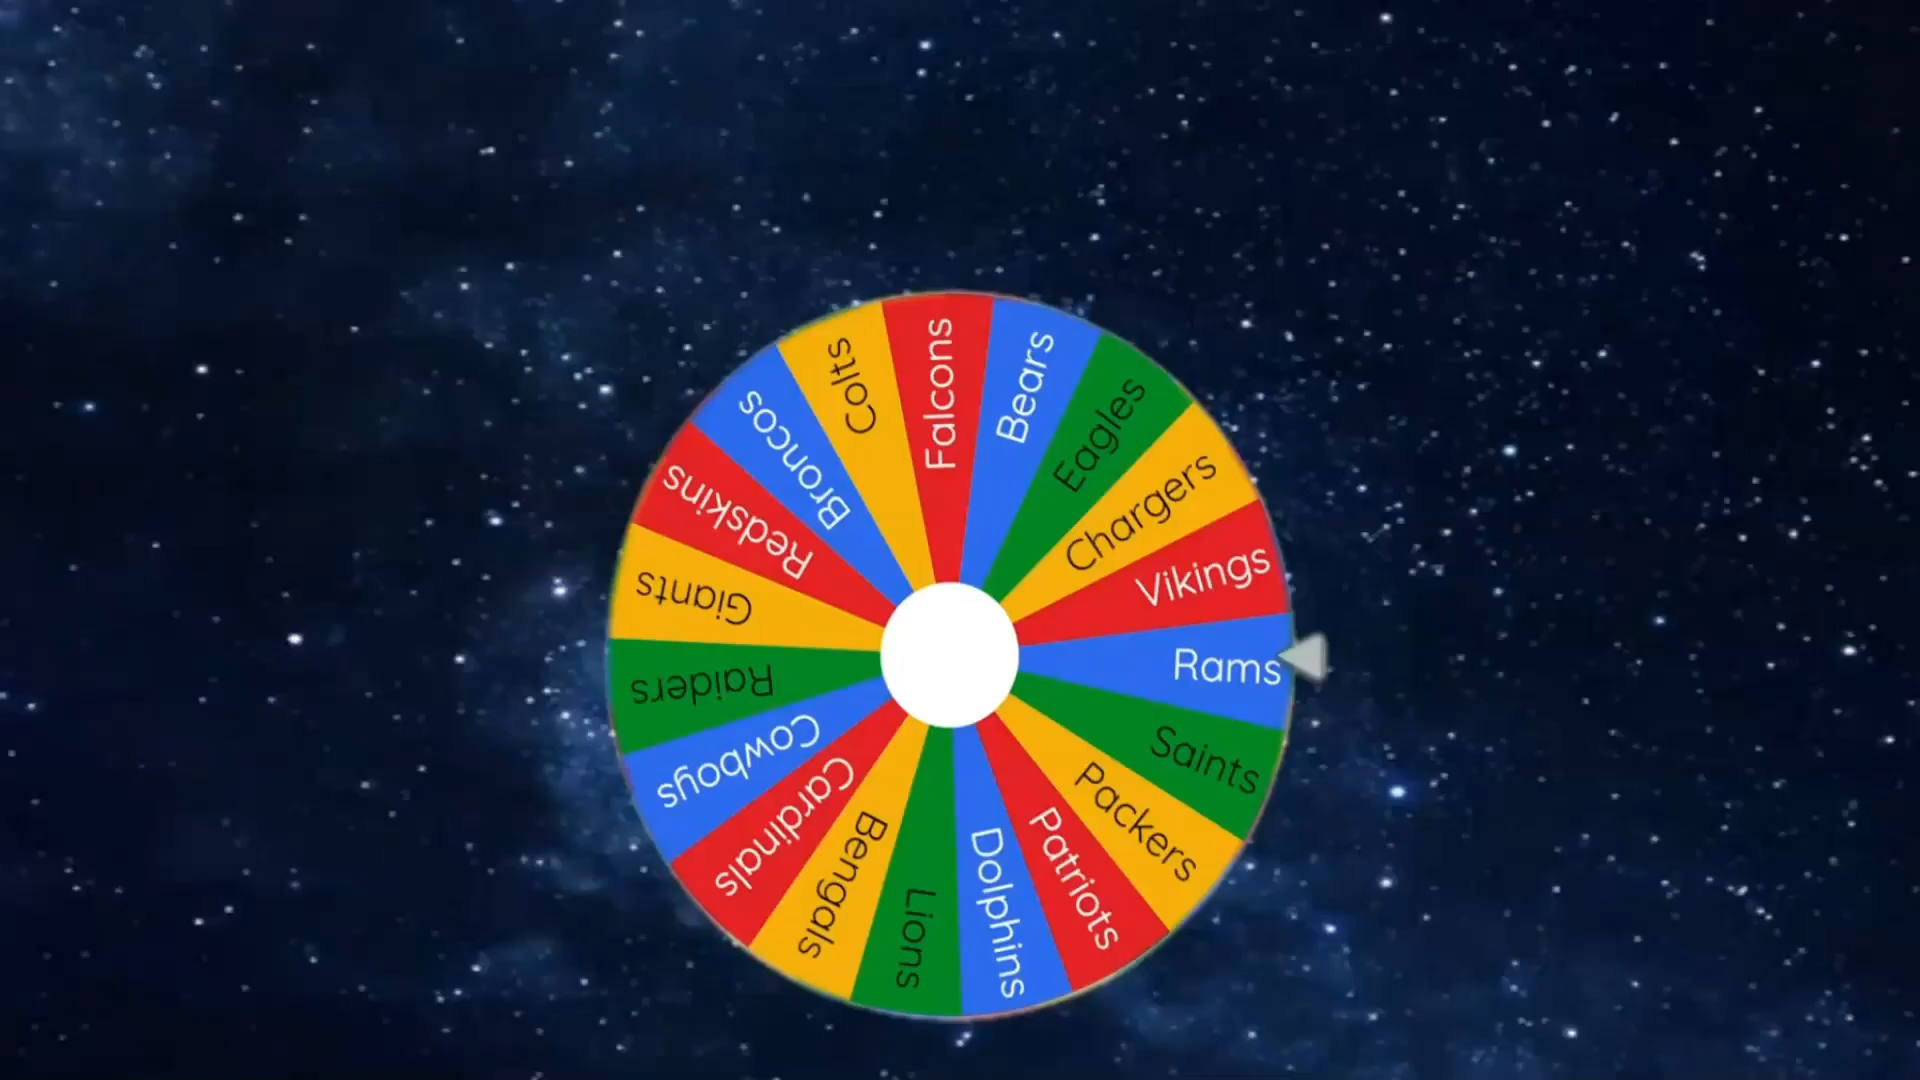 Falcons
Bears
Eagles
Chargers
Vikings
Rams
Saints
Packers
Patriots
Dolphins
Lions
Bengals
Cardinals
Cowboys
Raiders
Giants
Redskins
Broncos
Colts